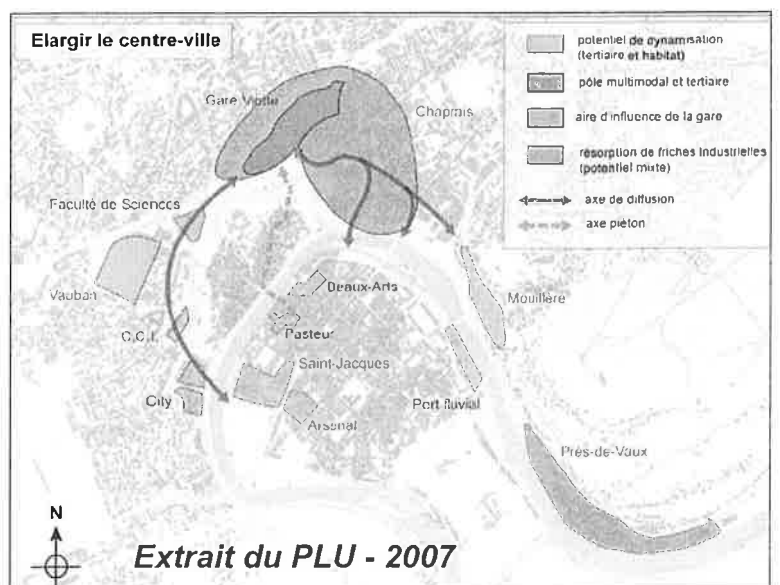 Elargir le centre-ville
potentiel de dynamisation
(tertiaire et habitat)
pôle multimodal et tertiaire
aire d'influence de la gare
résorption de friches industrielles
(potentiel mixte)
axe de diffusion
axe piéton
Gare Viotte
Chaprais
Faculté de Sciences
Vauban
Beaux-Arts
Mouillère
C.C.I.
Pasteur
Saint-Jacques
City
Arsenal
Port fluvial
Prés-de-Vaux
N
Extrait du PLU - 2007